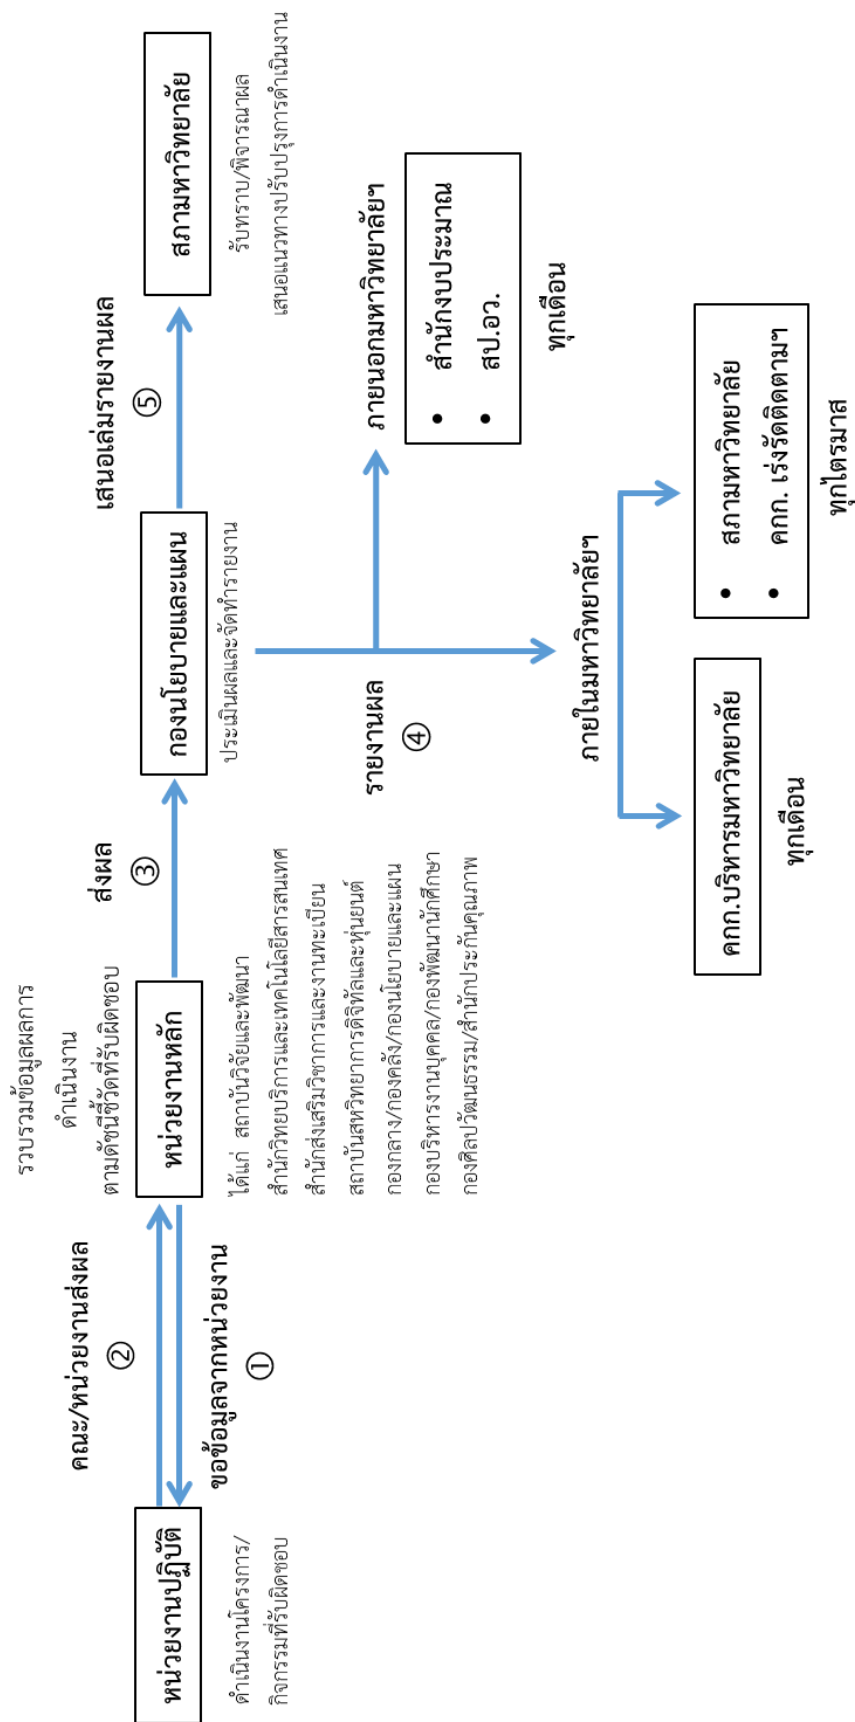 หน่วยงานปฏิบัติ
ดำเนินงานโครงการ/
กิจกรรมที่รับผิดชอบ
คณะ/หน่วยงานส่งผล
②
ขอข้อมูลจากหน่วยงาน
①
รวบรวมข้อมูลผลการ
ดำเนินงาน
ตามดัชนีชี้วัดที่รับผิดชอบ
หน่วยงานหลัก
ได้แก่ สถาบันวิจัยและพัฒนา
สำนักวิทยบริการและเทคโนโลยีสารสนเทศ
สำนักส่งเสริมวิชาการและงานทะเบียน
สถาบันสหวิทยาการดิจิทัลและหุ่นยนต์
กองกลาง/กองคลัง/กองนโยบายและแผน
กองบริหารงานบุคคล/กองพัฒนานักศึกษา
กองศิลปวัฒนธรรม/สำนักประกันคุณภาพ
ส่งผล
③
กองนโยบายและแผน
ประเมินผลและจัดทำรายงาน
รายงานผล
④
เสนอเล่มรายงานผล
⑤
สภามหาวิทยาลัย
รับทราบ/พิจารณาผล
เสนอแนวทางปรับปรุงการดำเนินงาน
ภายนอกมหาวิทยาลัยฯ
• สำนักงบประมาณ
• สป.อว.
ทุกเดือน
ภายในมหาวิทยาลัยฯ
คกก.บริหารมหาวิทยาลัย
ทุกเดือน
• สภามหาวิทยาลัย
• คกก. เร่งรัดติดตามฯ
ทุกไตรมาส